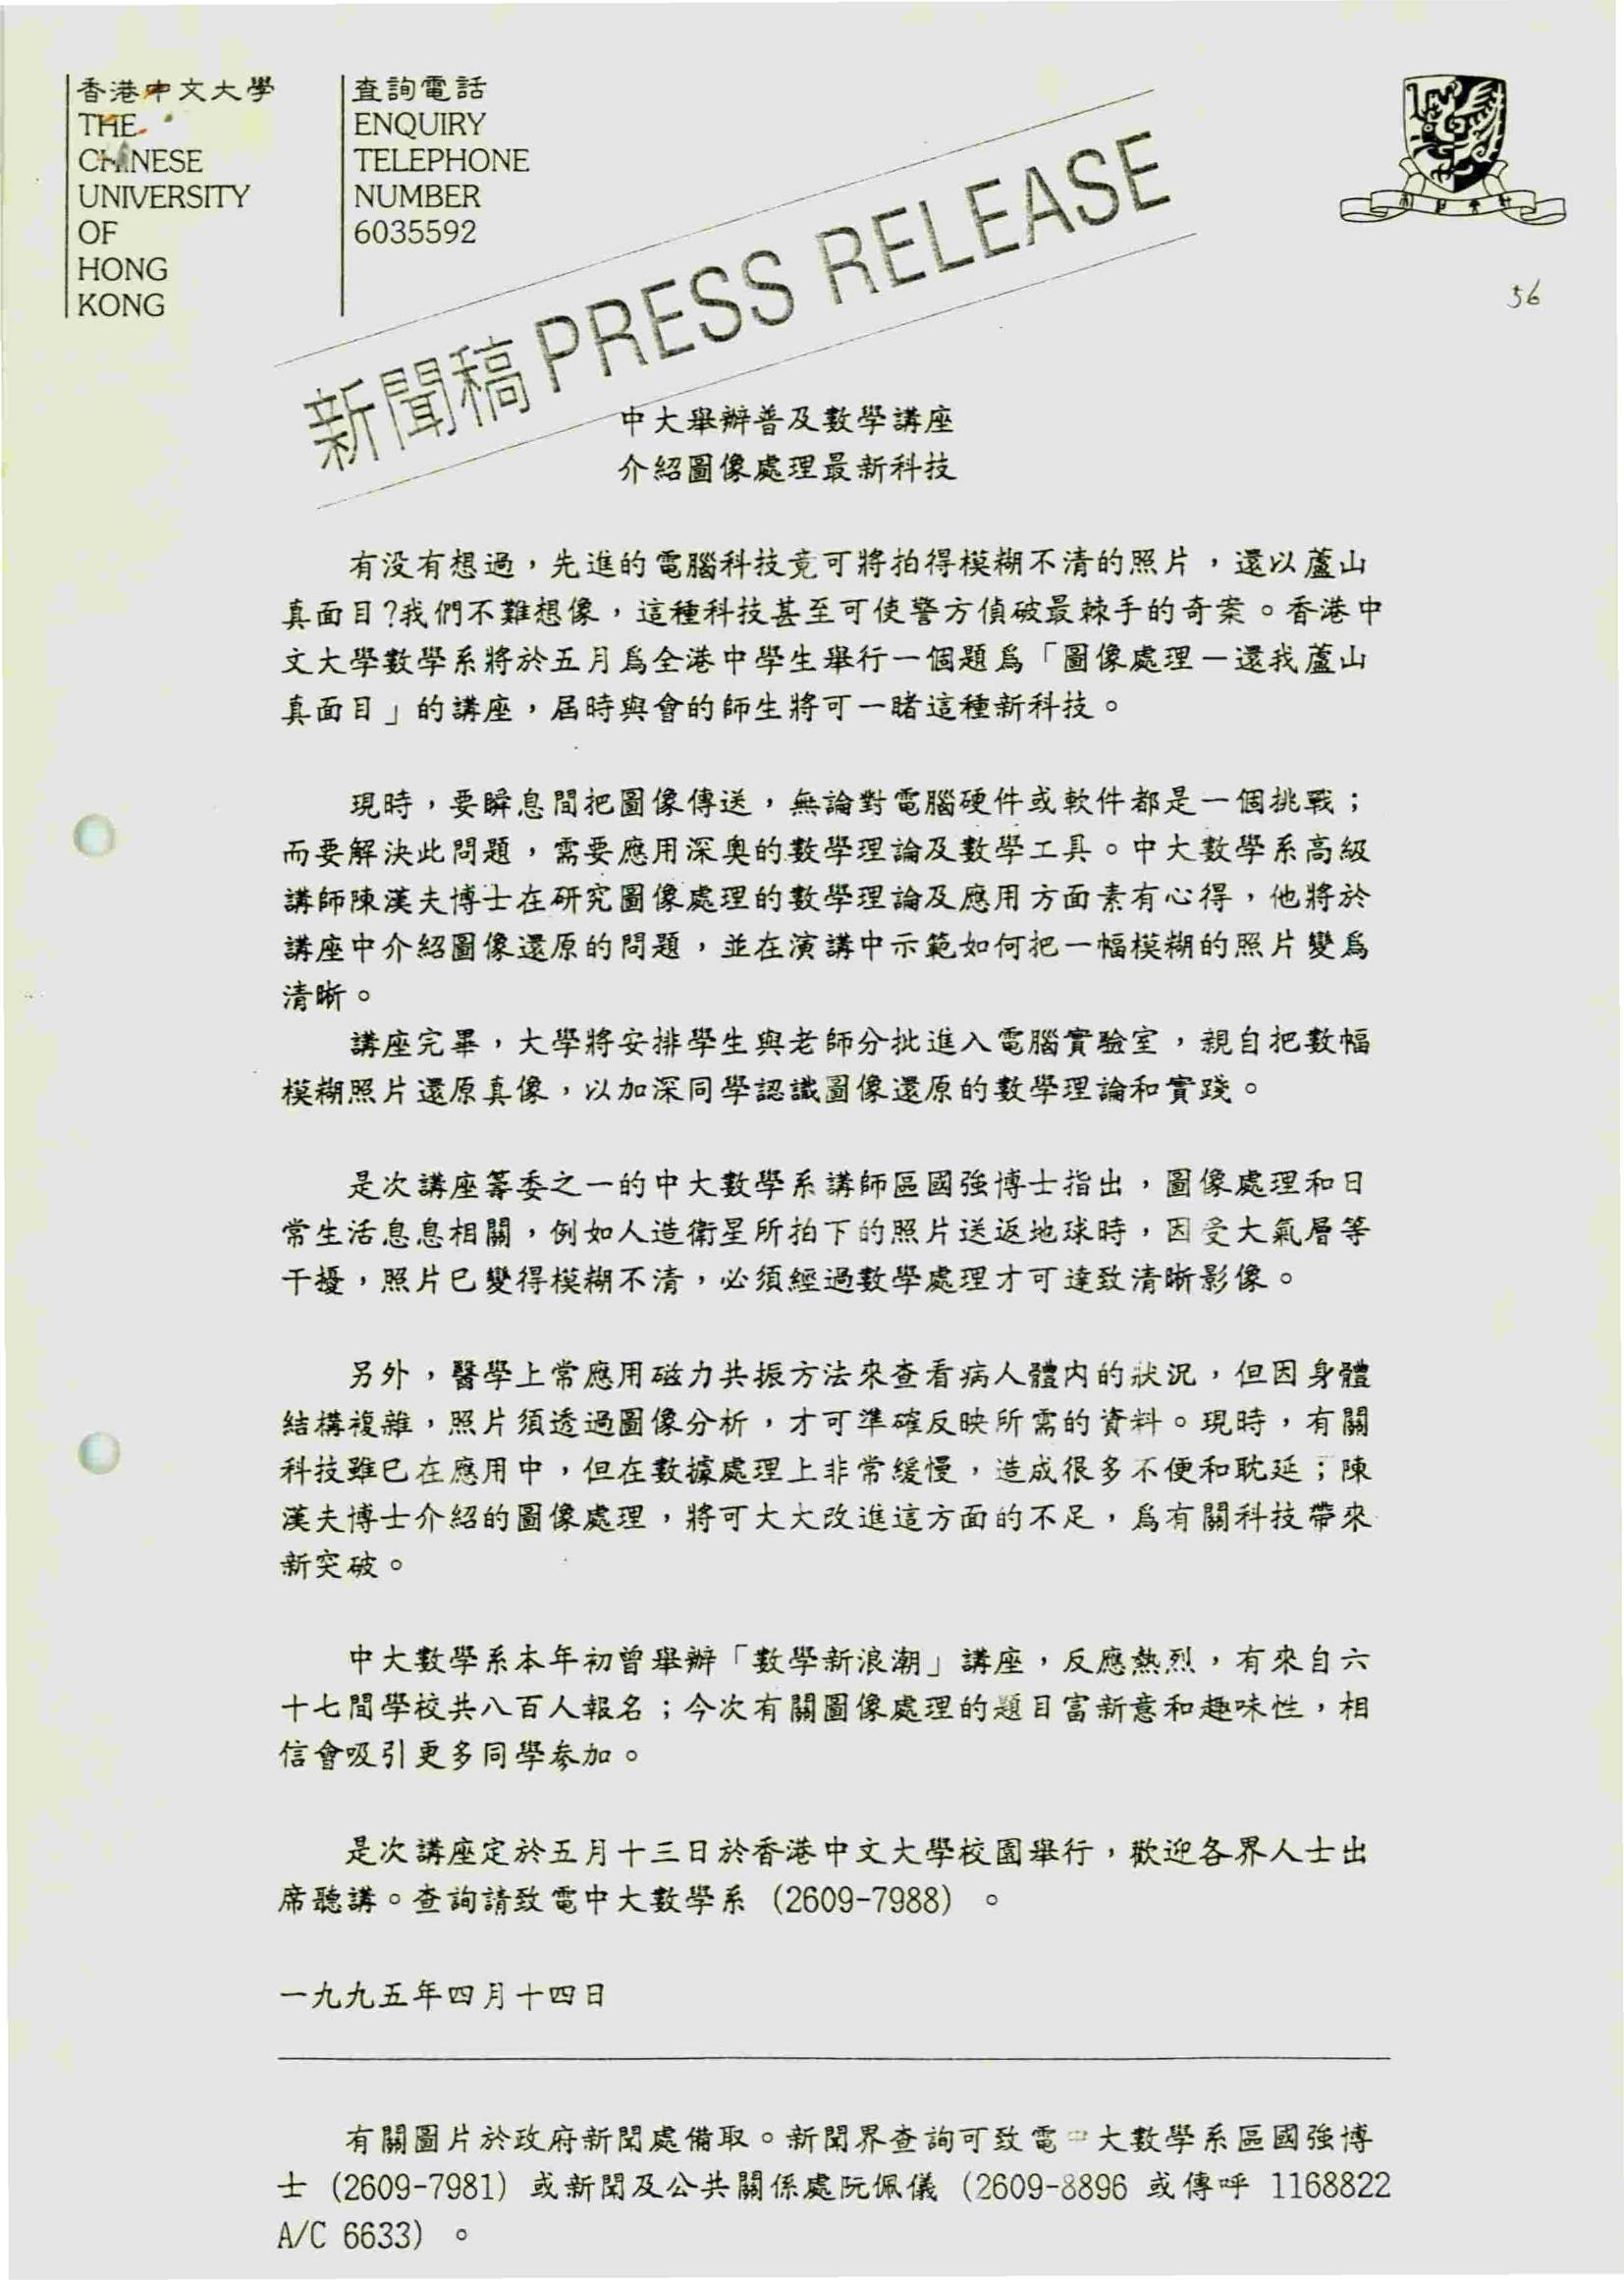 香港中文大學
THE
CHINESE
UNIVERSITY
OF
HONG
KONG
查詢電話
ENQUIRY
TELEPHONE
NUMBER
6035592
新聞稿 PRESS RELEASE
56
中大舉辦普及數學講座
介紹圖像處理最新科技
有没有想過，先進的電腦科技竟可將拍得模糊不清的照片，還以蘆山
真面目?我們不難想像，這種科技甚至可使警方偵破最棘手的奇案。香港中
文大學數學系將於五月爲全港中學生舉行一個題爲「圖像處理－還我蘆山
真面目」的講座，屆時與會的師生將可一睹這種新科技。
現時，要瞬息間把圖像傳送，無論對電腦硬件或軟件都是一個挑戰；
而要解決此問題，需要應用深奥的數學理論及數學工具。中大數學系高級
講師陳漢夫博士在研究圖像處理的數學理論及應用方面素有心得，他將於
講座中介紹圖像還原的問題，並在演講中示範如何把一幅模糊的照片變爲
清晰。
講座完畢，大學將安排學生與老師分批進入電腦實驗室，親自把數幅
模糊照片還原真像，以加深同學認識圖像還原的數學理論和實踐。
是次講座籌委之一的中大數學系講師區國強博士指出，圖像處理和日
常生活息息相關，例如人造衛星所拍下的照片送返地球時，因受大氣層等
干擾，照片已變得模糊不清，必須經過數學處理才可達致清晰影像。
另外，醫學上常應用磁力共振方法來查看病人體内的狀況，但因身體
結構複雜，照片須透過圖像分析，才可準確反映所需的資料。現時，有關
科技雖已在應用中，但在數據處理上非常緩慢，造成很多不便和耽延；陳
漢夫博士介紹的圖像處理，將可大大改進這方面的不足，爲有關科技帶來
新突破。
中大數學系本年初曾舉辦「數學新浪潮」講座，反應熱烈，有來自六
十七間學校共八百人報名；今次有關圖像處理的題目富新意和趣味性，相
信會吸引更多同學參加。
是次講座定於五月十三日於香港中文大學校園舉行，歡迎各界人士出
席聽講。查詢請致電中大數學系 (2609-7988) 。
一九九五年四月十四日
有關圖片於政府新聞處備取。新聞界查詢可致電中大數學系區國強博
士 (2609-7981) 或新聞及公共關係處阮佩儀 (2609-8896 或傳呼 1168822
A/C 6633) 。